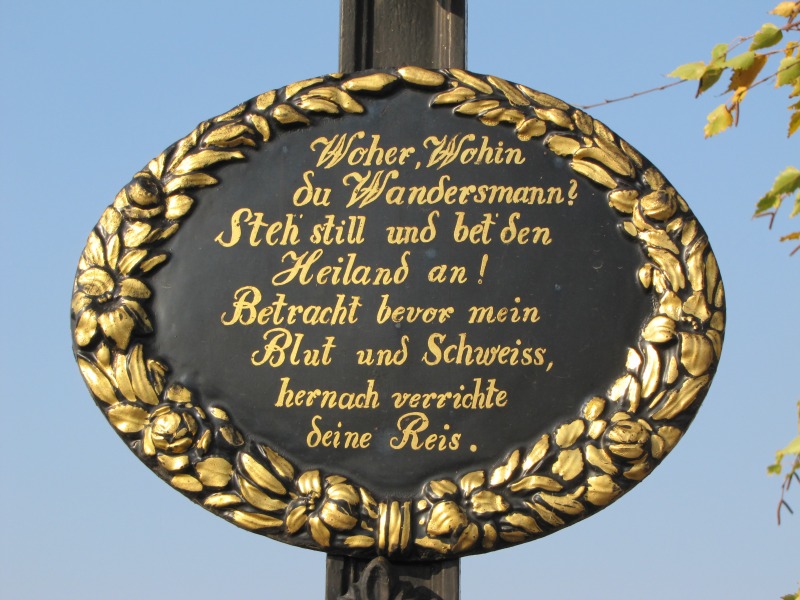 Woher, Wohin
du Wandersmann?
Steh' still und bet' den
Heiland an!
Betracht bevor mein
Blut und Schweiss,
hernach verrichte
deine Reis.